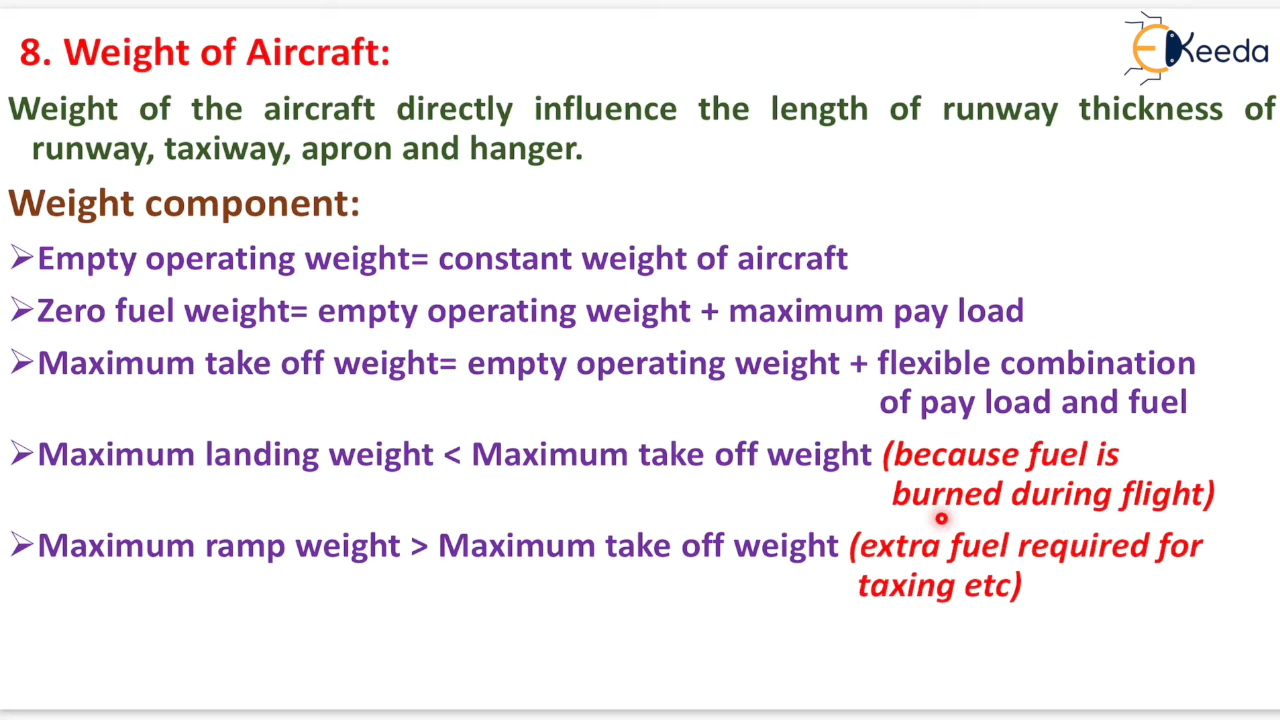 8. Weight of Aircraft:
EKeeda
Weight of the aircraft directly influence the length of runway thickness of
runway, taxiway, apron and hanger.
Weight component:
➢Empty operating weight= constant weight of aircraft
➢Zero fuel weight= empty operating weight + maximum pay load
➢Maximum take off weight= empty operating weight + flexible combination
of pay load and fuel
➢Maximum landing weight < Maximum take off weight (because fuel is
burned during flight)
➢Maximum ramp weight > Maximum take off weight (extra fuel required for
taxing etc)